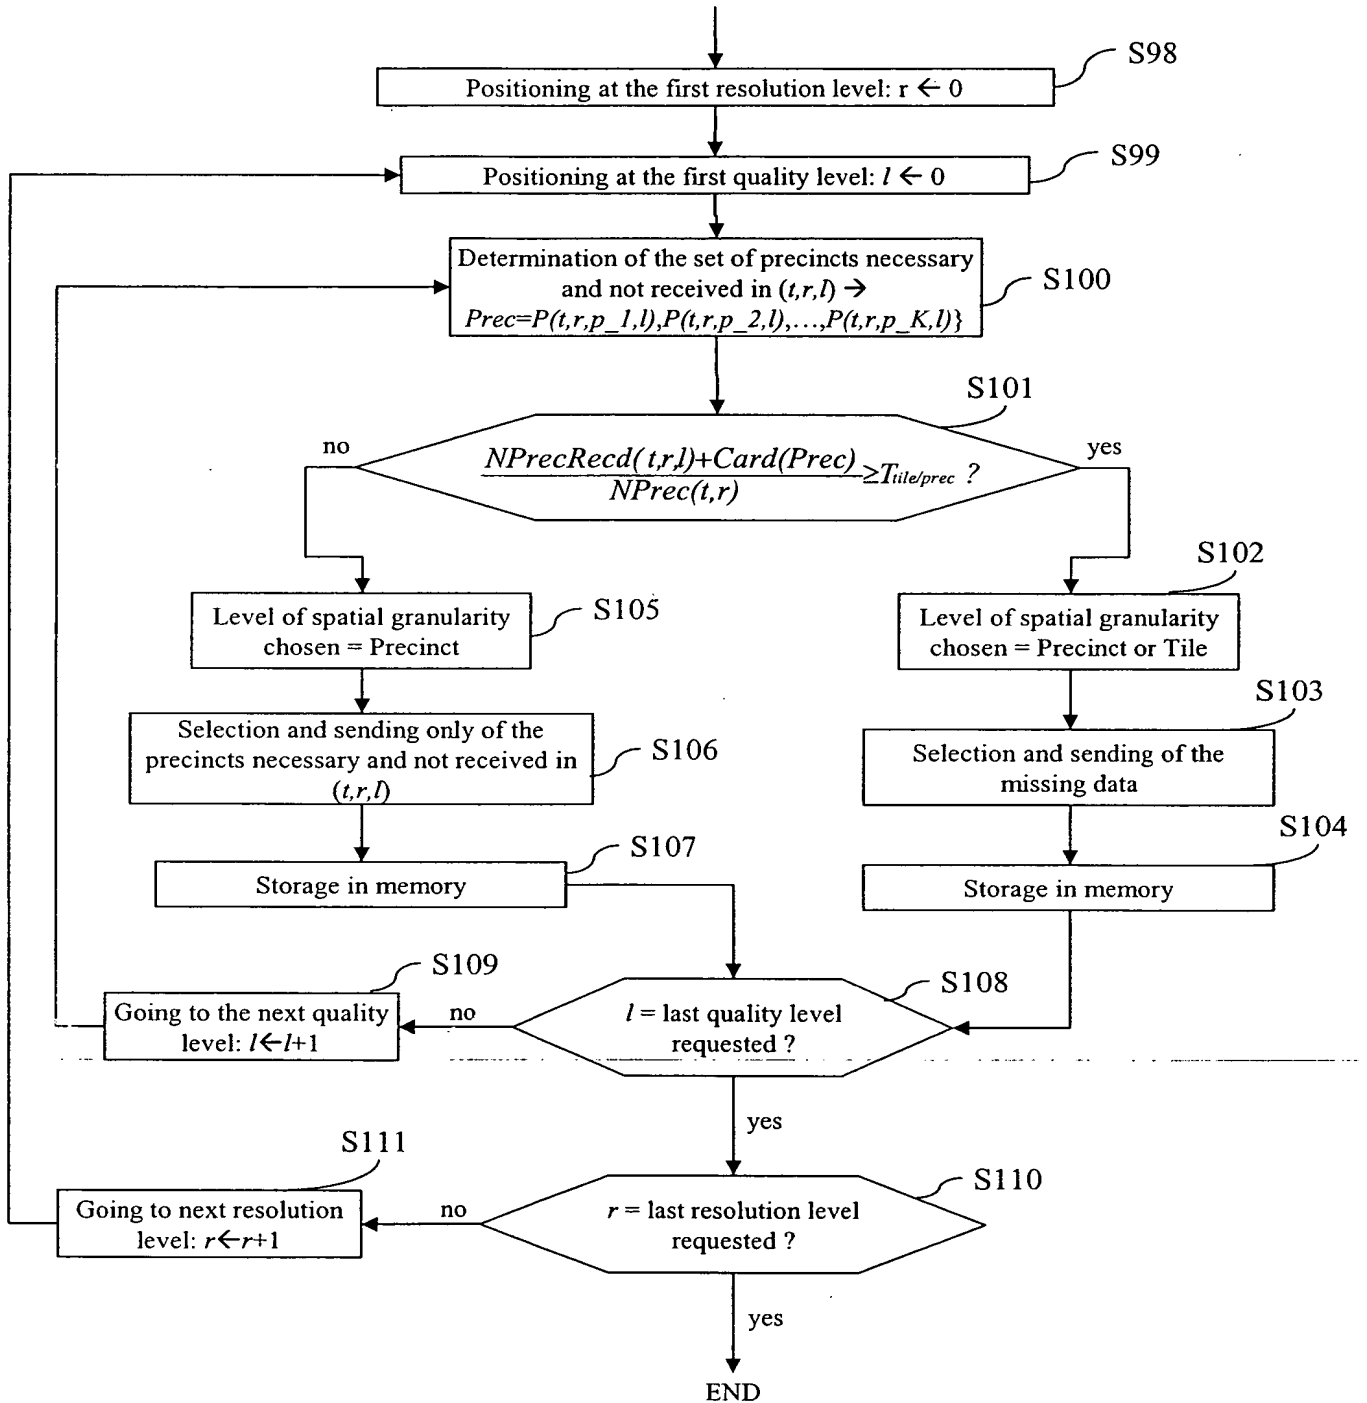 S98
Positioning at the first resolution level: r ← 0
S99
Positioning at the first quality level: l ← 0
Determination of the set of precincts necessary
and not received in (t,r,l) →
Prec=P(t,r,p_1,l),P(t,r,p_2,l),...,P(t,r,p_K,l)}
S100
S101
no
NPrecRecd(t,r,l)+Card(Prec)
NPrec(t,r)
≥Ttile/prec ?
yes
S102
Level of spatial granularity
chosen = Precinct
S105
Level of spatial granularity
chosen = Precinct or Tile
S103
Selection and sending only of the
precincts necessary and not received in
(t,r,l)
S106
Selection and sending of the
missing data
S104
S107
Storage in memory
Storage in memory
S109
S108
Going to the next quality
level: l←l+1
no
l = last quality level
requested ?
yes
S111
S110
Going to next resolution
level: r←r+1
no
r = last resolution level
requested ?
yes
END